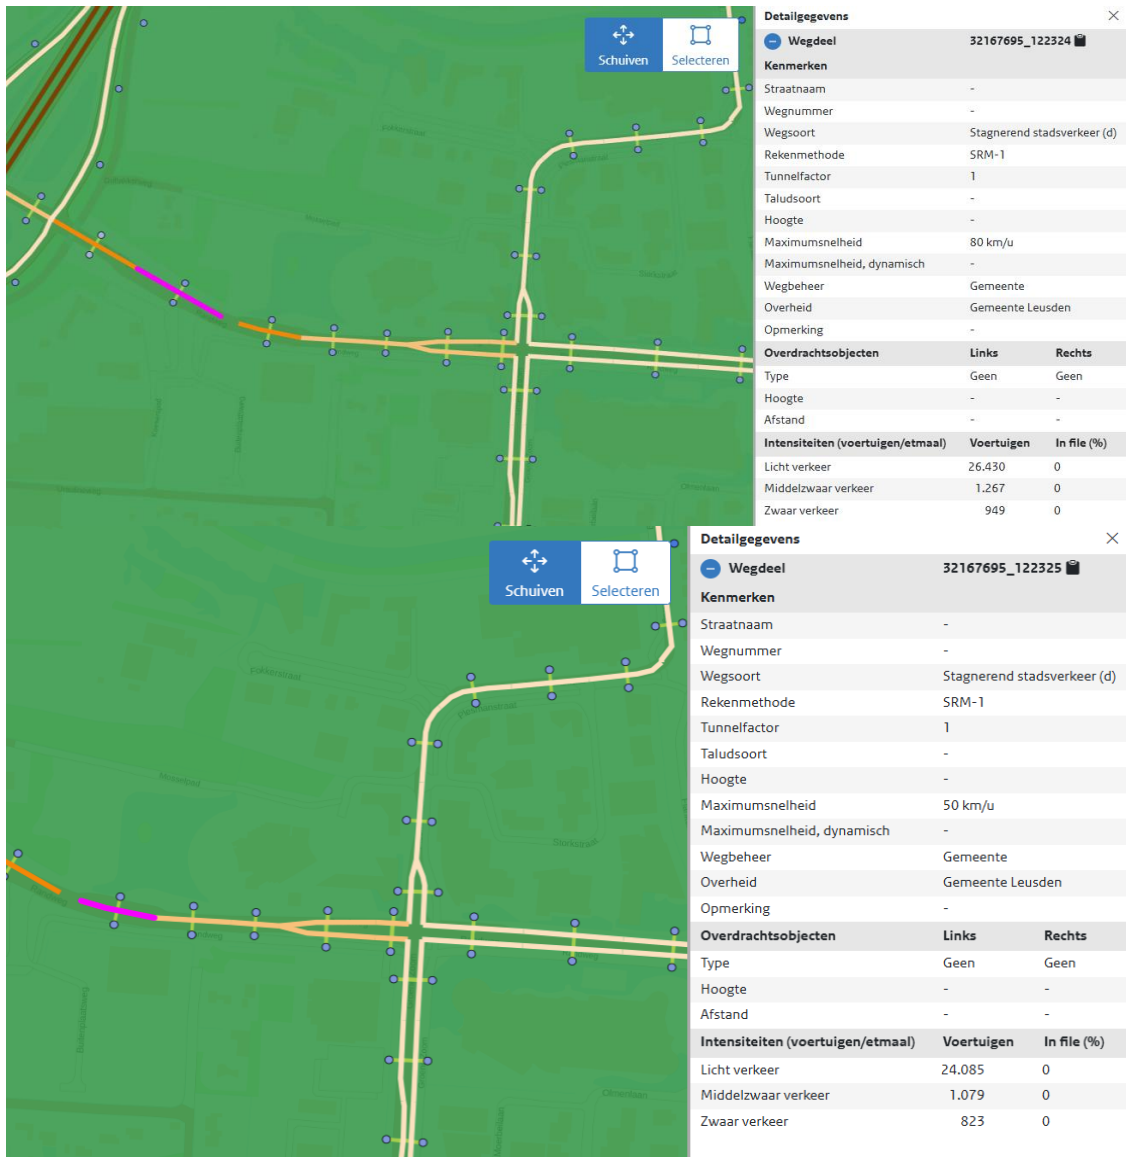 Schuiven
Selecteren
Detailgegevens
Wegdeel 32167695_122324
Kenmerken
Straatnaam -
Wegnummer -
Wegsoort Stagnerend stadsverkeer (d)
Rekenmethode SRM-1
Tunnelfactor 1
Taludsoort -
Hoogte -
Maximumsnelheid 80 km/u
Maximumsnelheid, dynamisch -
Wegbeheer Gemeente
Overheid Gemeente Leusden
Opmerking -
Overdrachtsobjecten Links Rechts
Type Geen Geen
Hoogte - -
Afstand - -
Intensiteiten (voertuigen/etmaal) Voertuigen In file (%)
Licht verkeer 26.430 0
Middelzwaar verkeer 1.267 0
Zwaar verkeer 949 0
Fokkerstraat
Schuiven
Selecteren
Fokkerstraat
Detailgegevens
Wegdeel 32167695_122325
Kenmerken
Straatnaam -
Wegnummer -
Wegsoort Stagnerend stadsverkeer (d)
Rekenmethode SRM-1
Tunnelfactor 1
Taludsoort -
Hoogte -
Maximumsnelheid 50 km/u
Maximumsnelheid, dynamisch -
Wegbeheer Gemeente
Overheid Gemeente Leusden
Opmerking -
Overdrachtsobjecten Links Rechts
Type Geen Geen
Hoogte - -
Afstand - -
Intensiteiten (voertuigen/etmaal) Voertuigen In file (%)
Licht verkeer 24.085 0
Middelzwaar verkeer 1.079 0
Zwaar verkeer 823 0